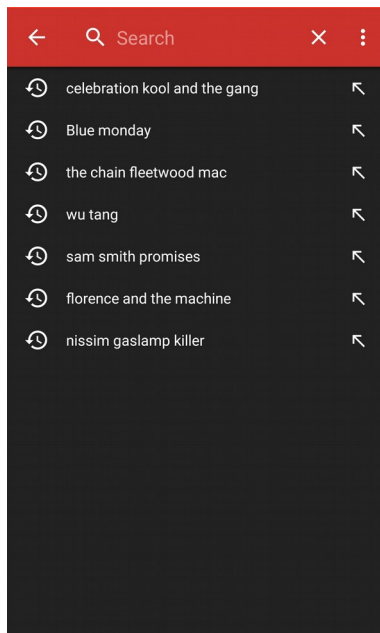 Search
celebration kool and the gang
Blue monday
the chain fleetwood mac
wu tang
sam smith promises
florence and the machine
nissim gaslamp killer